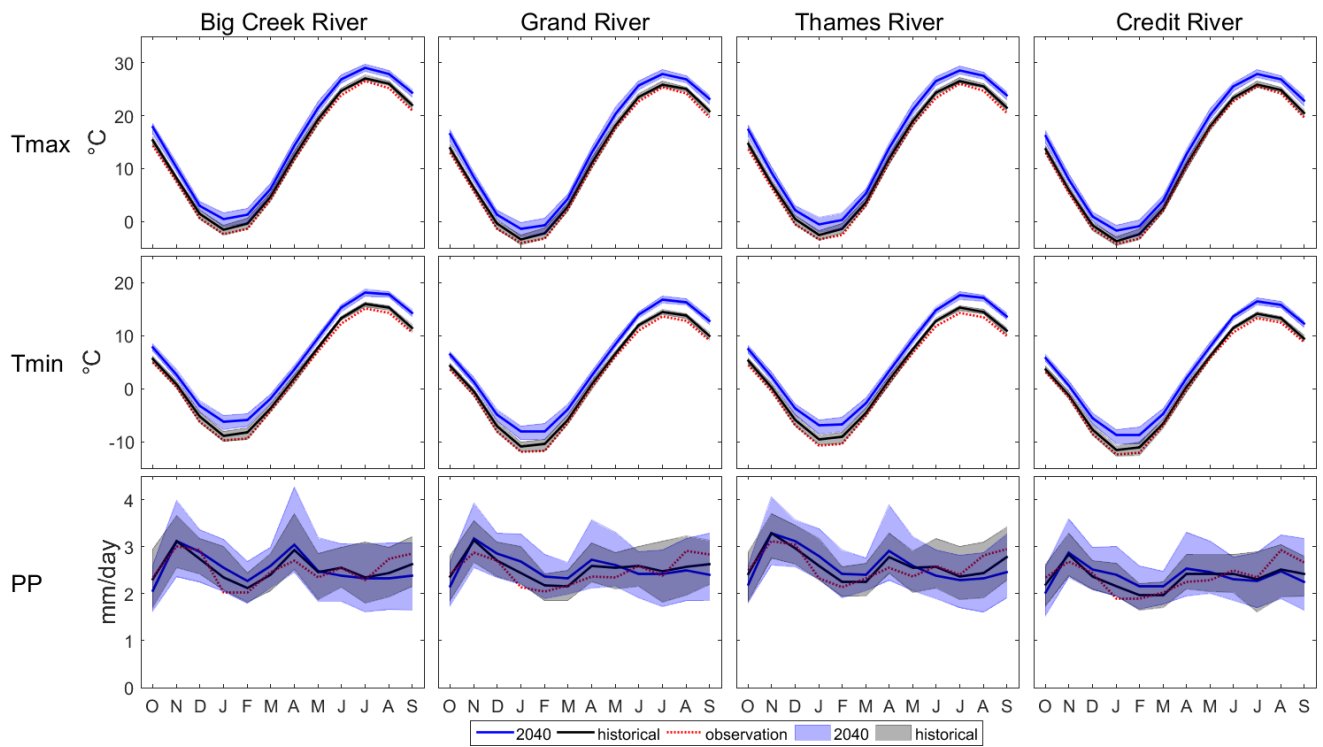 Big Creek River Grand River Thames River Credit River
30
20
Tmax °C
10
0
20
10
Tmin °C
0
-10
4
3
PP mm/day
2
1
0
O N D J F M A M J J A S O N D J F M A M J J A S O N D J F M A M J J A S O N D J F M A M J J A S
2040 historical observation 2040 historical